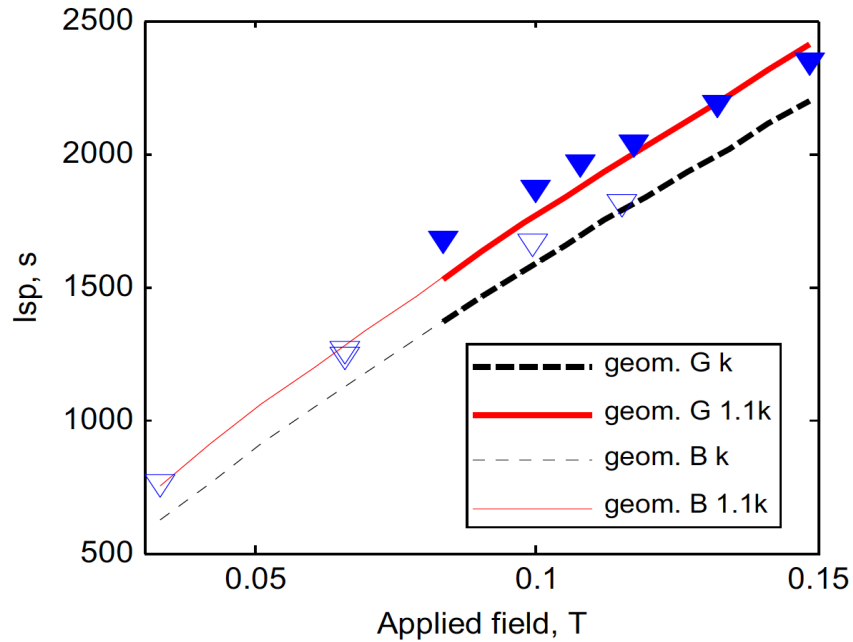 2500
2000
1500
1000
500
Isp, s
geom. G k
geom. G 1.1k
geom. B k
geom. B 1.1k
0.05
0.1
0.15
Applied field, T